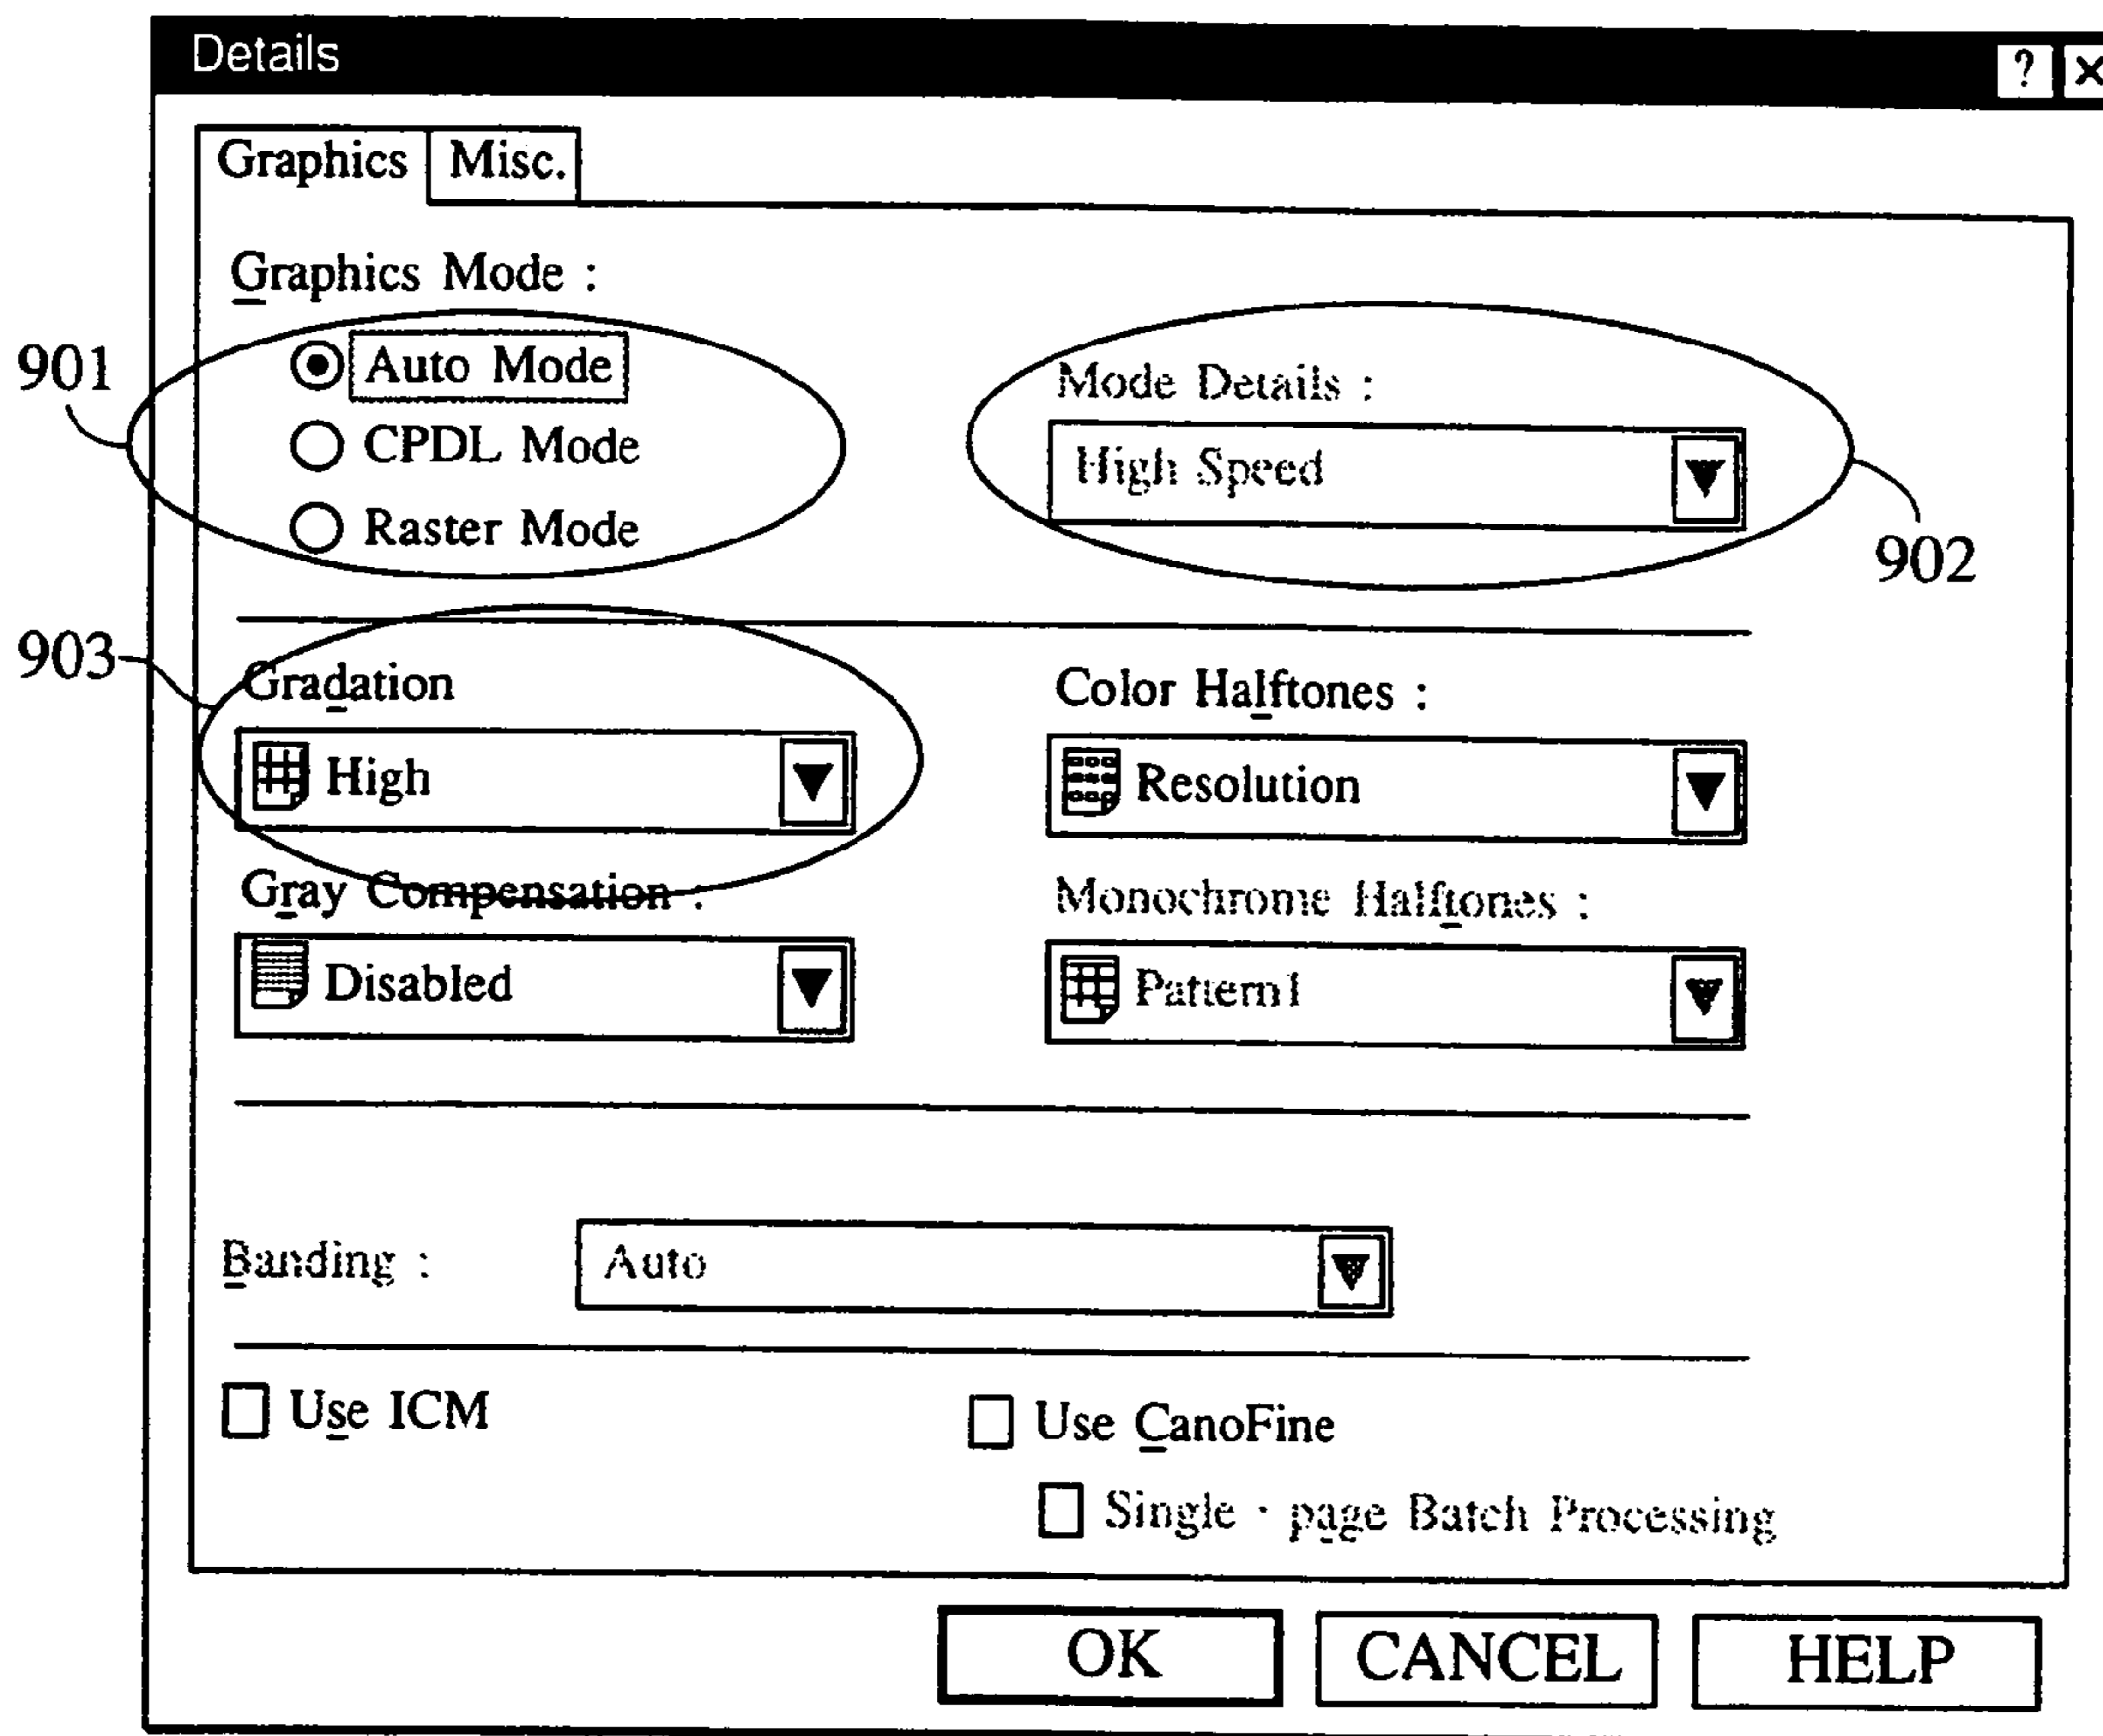 Details ? ×
Graphics Misc.
Graphics Mode :
901
Auto Mode
CPDL Mode
Raster Mode
Mode Details :
High Speed
902
903
Gradation
High
Color Halftones :
Resolution
Gray Compensation :
Disabled
Monochrome Halftones :
Pattern1
Banding :
Auto
Use ICM
Use CanoFine
Single - page Batch Processing
OK CANCEL HELP